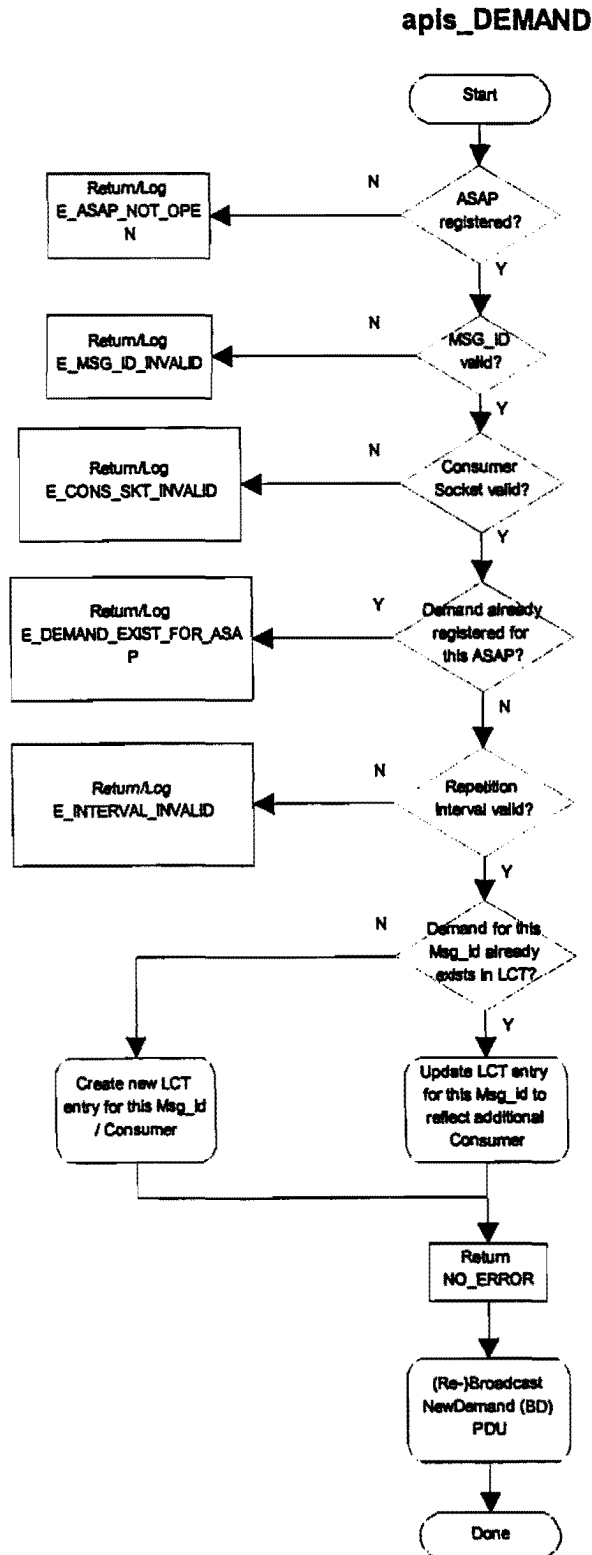 apis_DEMAND
Start
N
Return/Log
E_ASAP_NOT_OPE
N
ASAP
registered?
Y
N
Return/Log
E_MSG_ID_INVALID
MSG_ID
valid?
Y
N
Return/Log
E_CONS_SKT_INVALID
Consumer
Socket valid?
Y
Y
Return/Log
E_DEMAND_EXIST_FOR_ASA
P
Demand already
registered for
this ASAP?
N
N
Return/Log
E_INTERVAL_INVALID
Repetition
Interval valid?
Y
N
Demand for this
Msg_id already
exists in LCT?
Y
Create new LCT
entry for this Msg_id
/ Consumer
Update LCT entry
for this Msg_id to
reflect additional
Consumer
Return
NO_ERROR
(Re-)Broadcast
NewDemand (BD)
PDU
Done